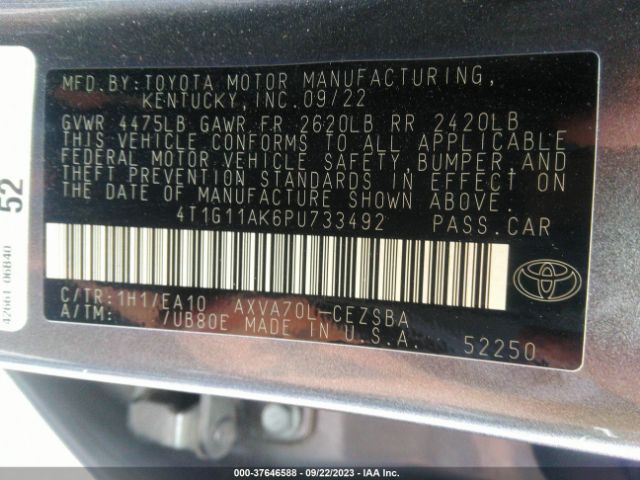 MFD.BY:TOYOTA MOTOR MANUFACTURING,
KENTUCKY,INC.09/22
GVWR 4475LB GAWR FR 2620LB RR 2420LB
THIS VEHICLE CONFORMS TO ALL APPLICABLE
FEDERAL MOTOR VEHICLE SAFETY, BUMPER,AND
THEFT PREVENTION STANDARDS IN EFFECT ON
THE DATE OF MANUFACTURE SHOWN ABOVE.
4T1G11AK6PU733492 PASS.CAR
C/TR:1H1/EA10 AXVA70L-CEZSBA
A/TM: /UB80E MADE IN U.S.A. 52250
52
42661 06B40
000-37646588 - 09/22/2023 - IAA Inc.